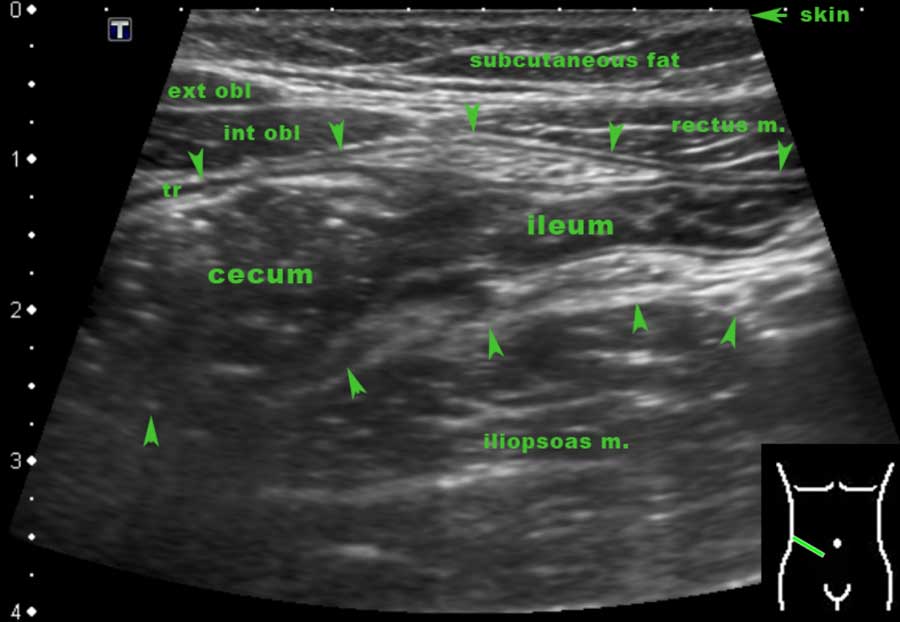 0
T
skin
subcutaneous fat
ext obl
int obl
rectus m.
1
tr
ileum
cecum
2
iliopsoas m.
3
4